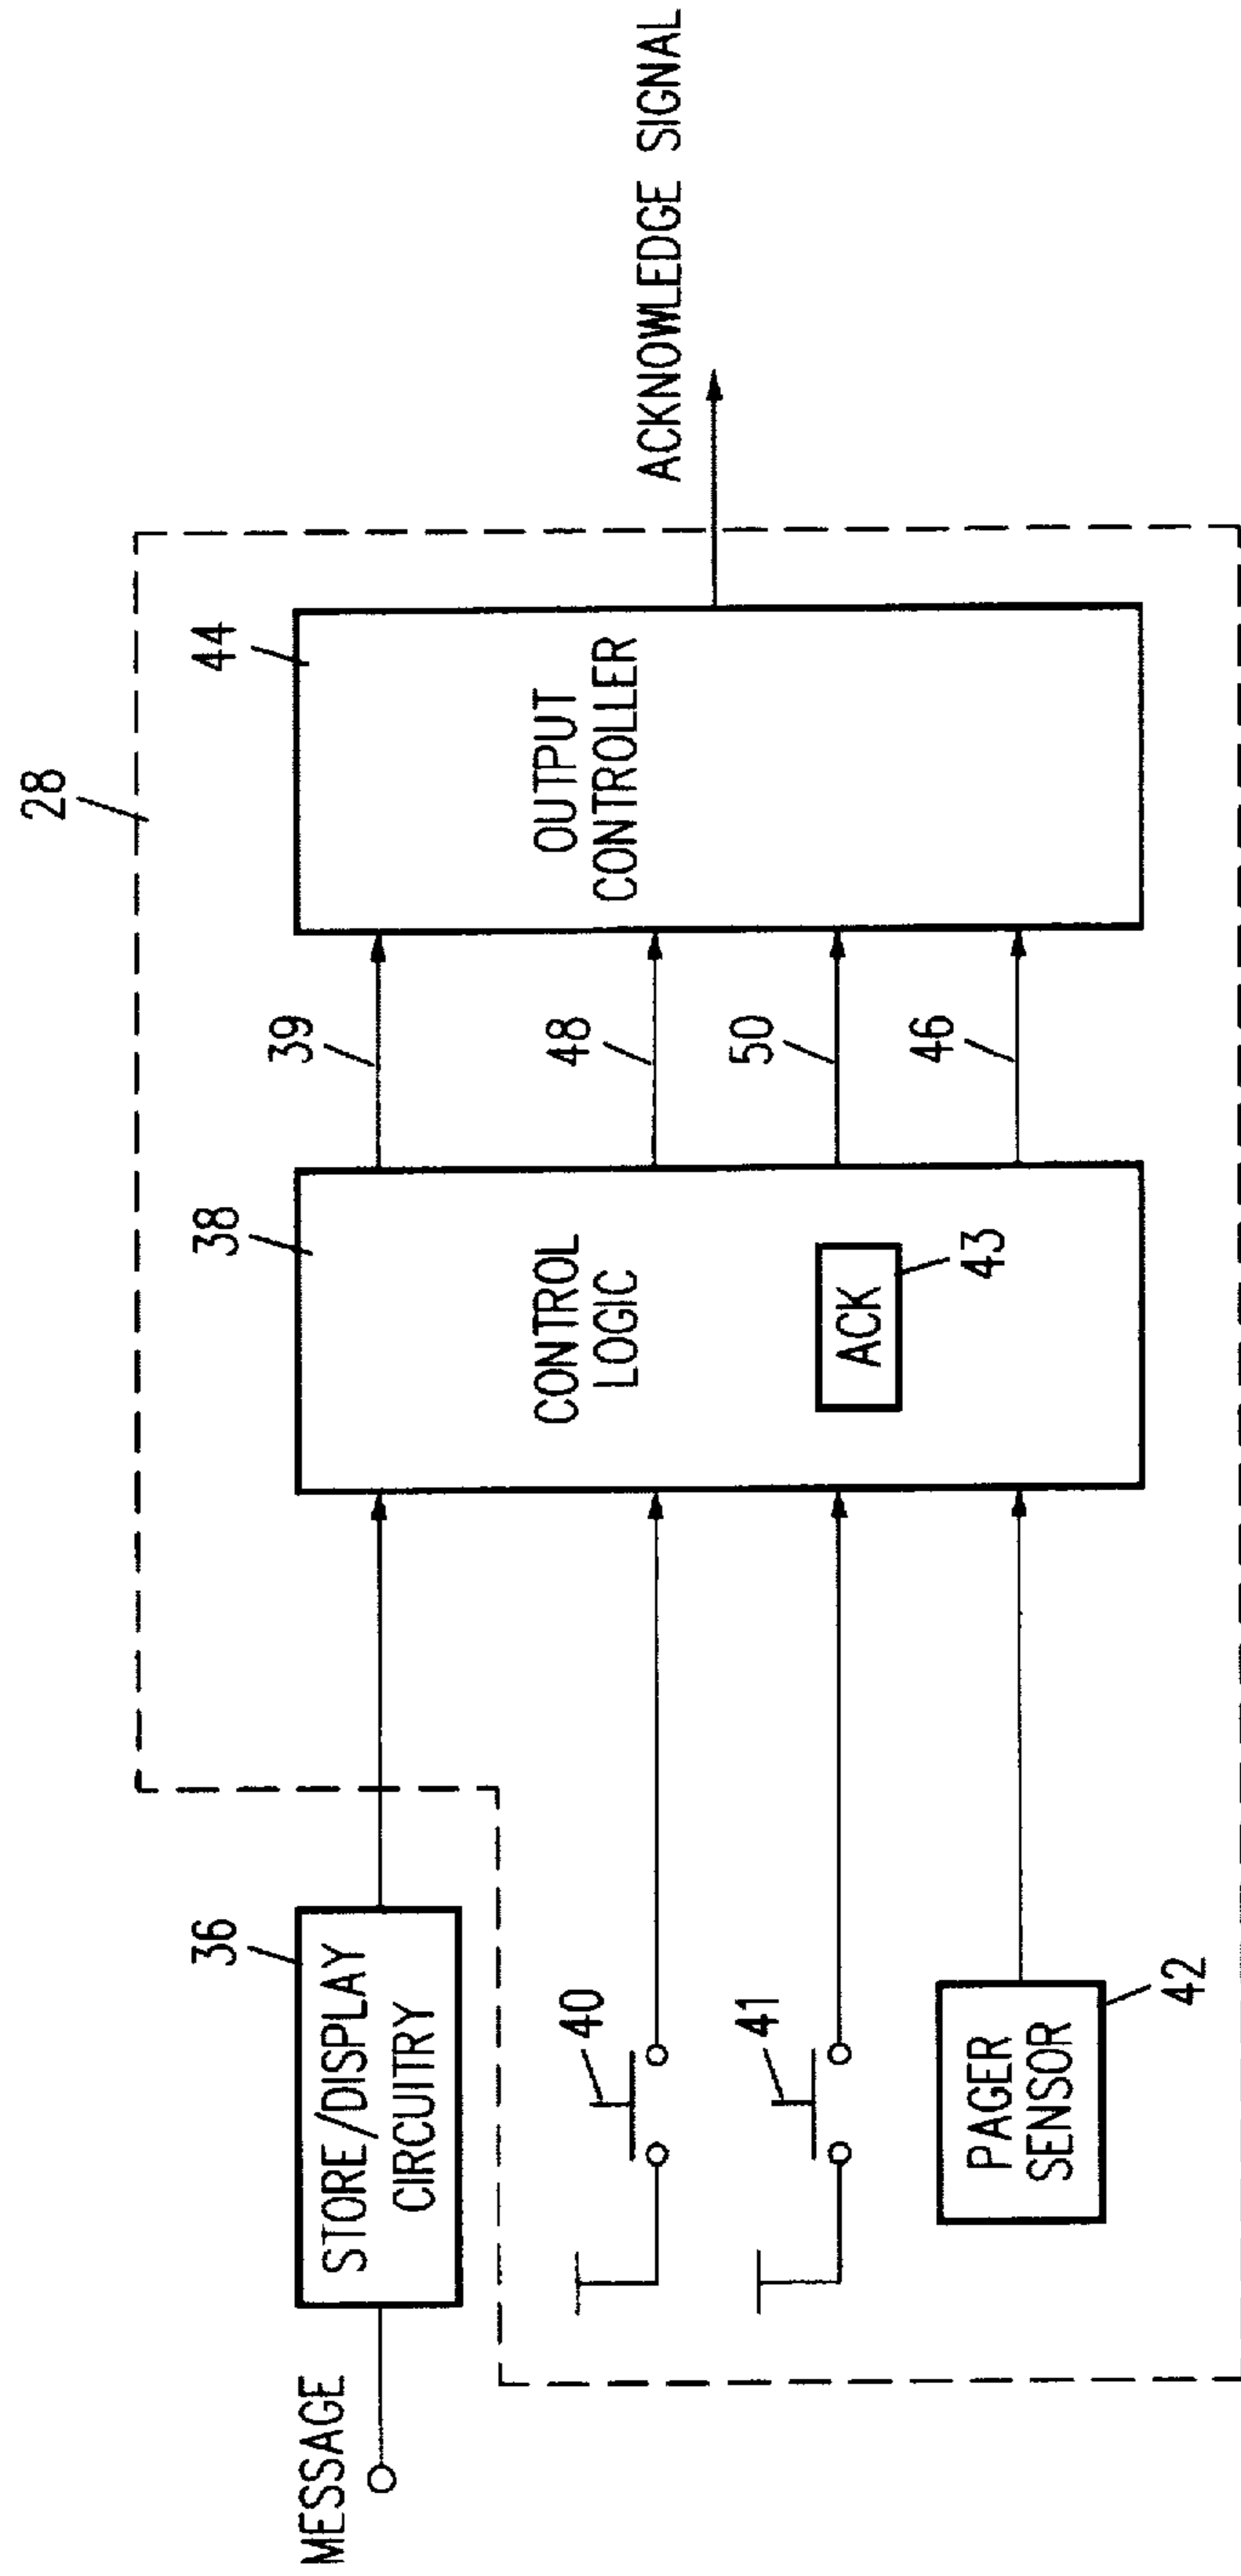 28
MESSAGE
36
STORE/DISPLAY
CIRCUITRY
40
41
PAGER
SENSOR
42
38
CONTROL
LOGIC
ACK
43
39
48
50
46
44
OUTPUT
CONTROLLER
ACKNOWLEDGE SIGNAL